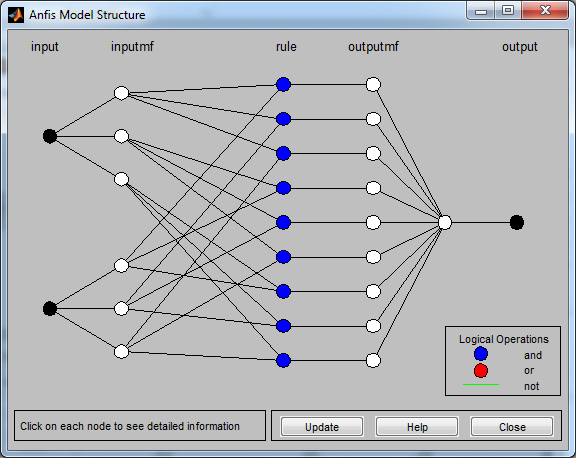 Anfis Model Structure
input inputmf rule outputmf output
Logical Operations
and
or
not
Click on each node to see detailed information
Update Help Close